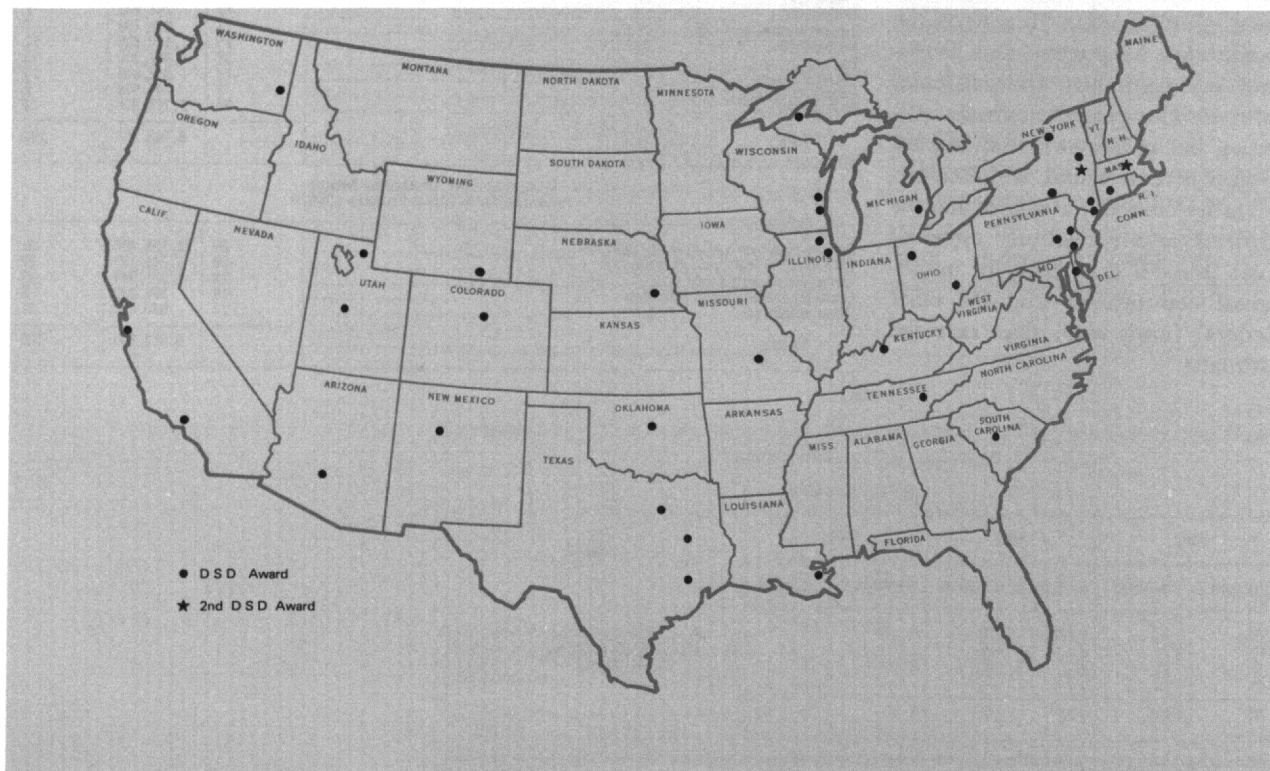 WASHINGTON
MONTANA
NORTH DAKOTA
MINNESOTA
MAINE
OREGON
IDAHO
SOUTH DAKOTA
WISCONSIN
MICHIGAN
NEW YORK
VT.
N. H.
MASS
R. I.
CONN.
WYOMING
CALIF.
NEVADA
UTAH
COLORADO
NEBRASKA
IOWA
ILLINOIS
INDIANA
OHIO
PENNSYLVANIA
MD.
DEL.
KANSAS
MISSOURI
WEST
VIRGINIA
KENTUCKY
VIRGINIA
ARIZONA
NEW MEXICO
OKLAHOMA
ARKANSAS
TENNESSEE
NORTH CAROLINA
SOUTH
CAROLINA
TEXAS
LOUISIANA
MISS.
ALABAMA
GEORGIA
FLORIDA
D S D Award
2nd D S D Award